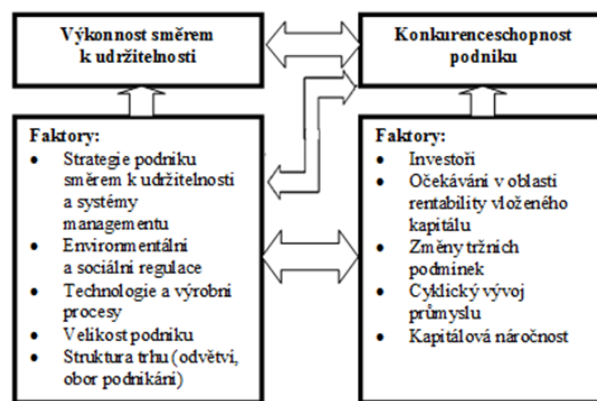 Výkonnost směrem
k udržitelnosti
Konkurenceschopnost
podniku
Faktory:
• Strategie podniku
směrem k udržitelnosti
a systémy
managementu
• Environmentální
a sociální regulace
• Technologie a výrobní
procesy
• Velikost podniku
• Struktura trhu (odvětví,
obor podnikání)
Faktory:
• Investoři
• Očekávání v oblasti
rentability vloženého
kapitálu
• Změny tržních
podmínek
• Cyklický vývoj
průmyslu
• Kapitálová náročnost